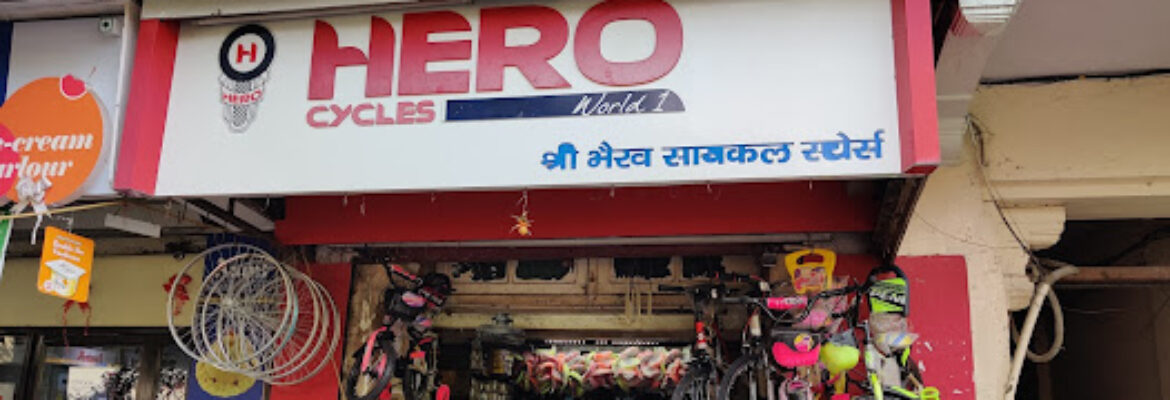 HERO
CYCLES
World 1
श्री भैरव सायकल
H
HERO
-cream
arlour